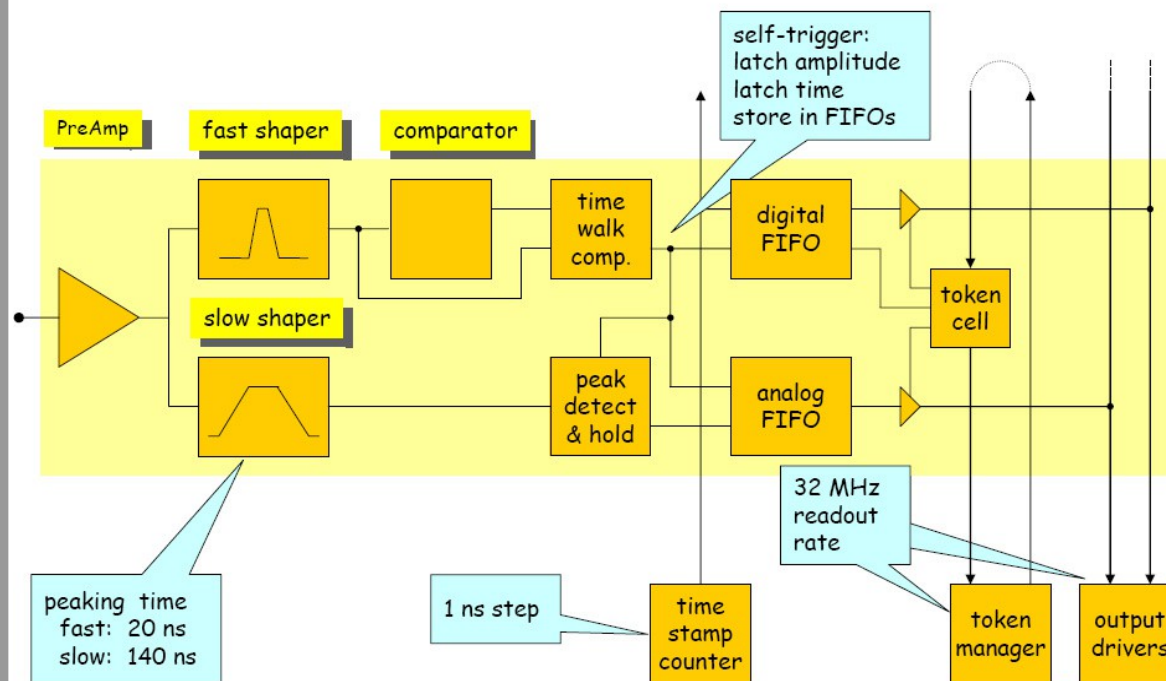 self-trigger:
latch amplitude
latch time
store in FIFOs
PreAmp
fast shaper
comparator
time
walk
comp.
digital
FIFO
token
cell
slow shaper
peak
detect
& hold
analog
FIFO
32 MHz
readout
rate
peaking time
fast: 20 ns
slow: 140 ns
1 ns step
time
stamp
counter
token
manager
output
drivers